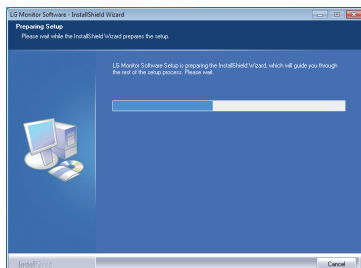 LG Monitor Software - InstallShield Wizard
Preparing Setup
Please wait while the InstallShield Wizard prepares the setup.
LG Monitor Software Setup is preparing the InstallShield Wizard, which will guide you through
the rest of the setup process. Please wait.
InstallShield
Cancel